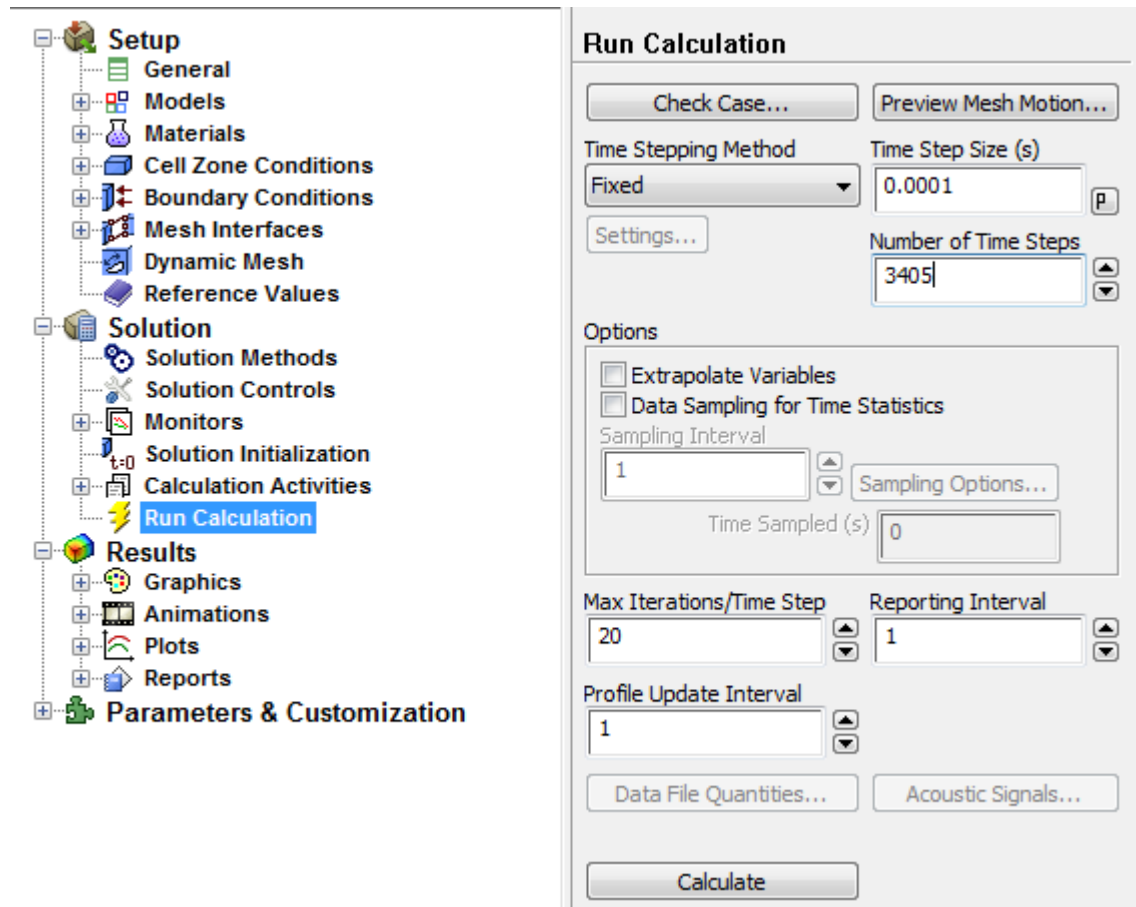 Setup
General
Models
Materials
Cell Zone Conditions
Boundary Conditions
Mesh Interfaces
Dynamic Mesh
Reference Values
Solution
Solution Methods
Solution Controls
Monitors
t=0 Solution Initialization
Calculation Activities
Run Calculation
Results
Graphics
Animations
Plots
Reports
Parameters & Customization
Run Calculation
Check Case... Preview Mesh Motion...
Time Stepping Method Time Step Size (s)
Fixed 0.0001 P
Settings... Number of Time Steps
3405
Options
Extrapolate Variables
Data Sampling for Time Statistics
Sampling Interval
1 Sampling Options...
Time Sampled (s) 0
Max Iterations/Time Step Reporting Interval
20 1
Profile Update Interval
1
Data File Quantities... Acoustic Signals...
Calculate